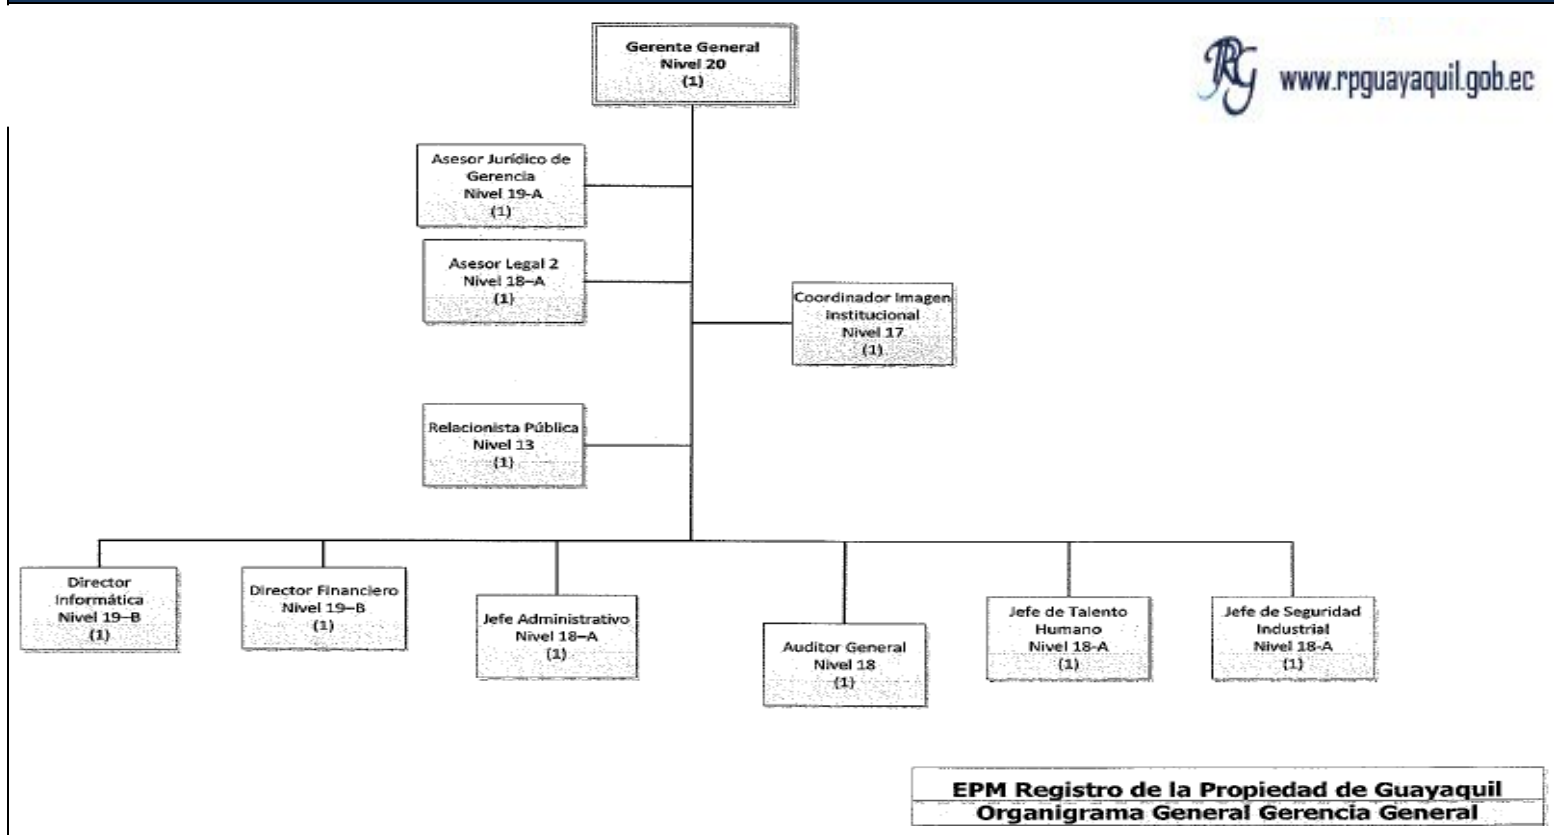 Gerente General
Nivel 20
(1)
www.rpguayaquil.gob.ec
Asesor Jurídico de
Gerencia
Nivel 19-A
(1)
Asesor Legal 2
Nivel 18–A
(1)
Coordinador Imagen
Institucional
Nivel 17
(1)
Relacionista Pública
Nivel 13
(1)
Director
Informática
Nivel 19–B
(1)
Director Financiero
Nivel 19–B
(1)
Jefe Administrativo
Nivel 18–A
(1)
Auditor General
Nivel 18
(1)
Jefe de Talento
Humano
Nivel 18-A
(1)
Jefe de Seguridad
Industrial
Nivel 18-A
(1)
EPM Registro de la Propiedad de Guayaquil
Organigrama General Gerencia General